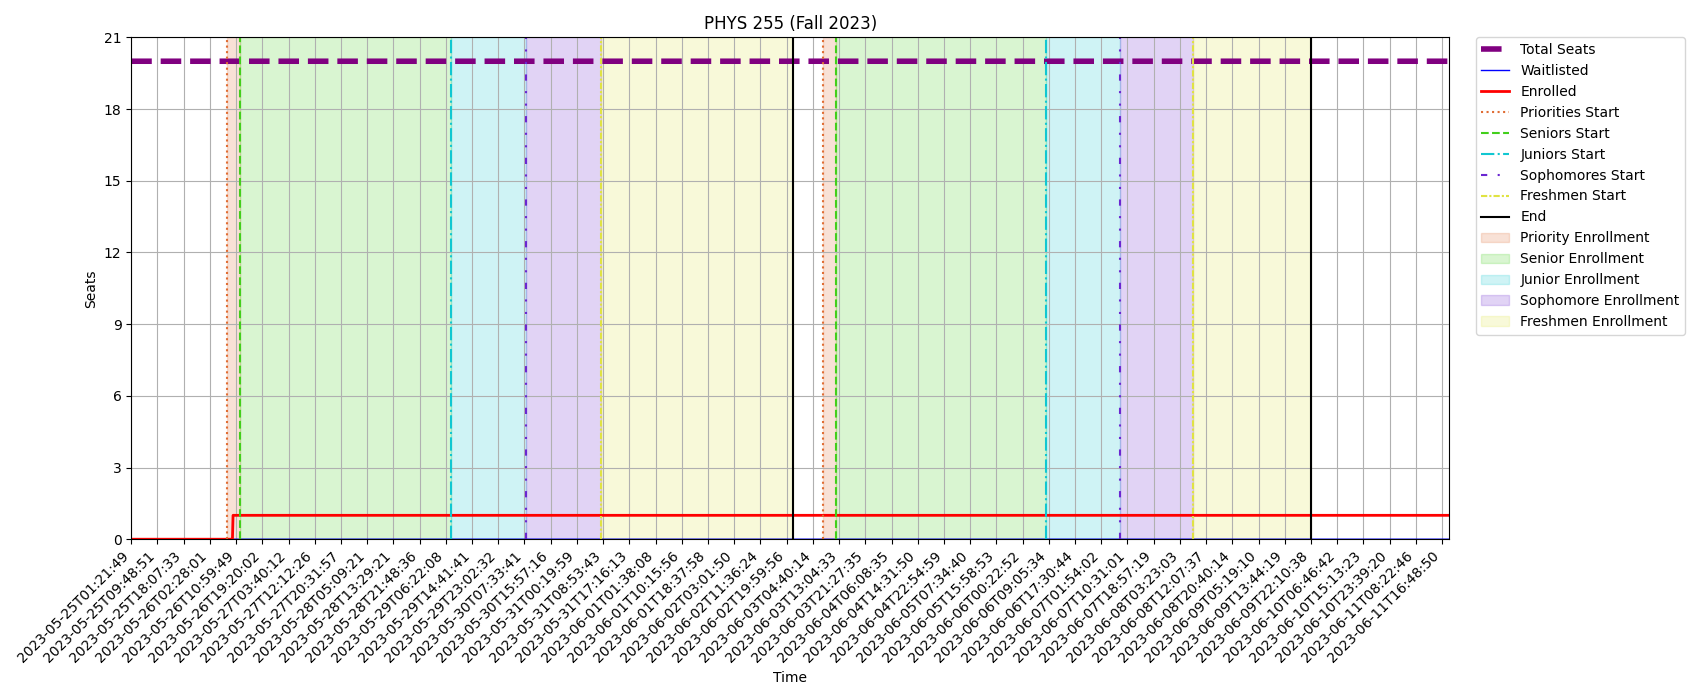 PHYS 255 (Fall 2023)
21
18
15
12
9
6
3
0
Seats
2023-05-25T01:21:49
2023-05-25T09:48:51
2023-05-25T18:07:33
2023-05-26T02:28:01
2023-05-26T10:59:49
2023-05-26T19:20:02
2023-05-27T03:40:12
2023-05-27T12:12:26
2023-05-27T20:31:57
2023-05-28T05:09:21
2023-05-28T13:29:21
2023-05-28T21:48:36
2023-05-29T06:22:08
2023-05-29T14:41:41
2023-05-29T23:02:32
2023-05-30T07:33:41
2023-05-30T15:57:16
2023-05-31T00:19:59
2023-05-31T08:53:43
2023-05-31T17:16:13
2023-06-01T01:38:08
2023-06-01T10:15:56
2023-06-01T18:37:58
2023-06-02T03:01:50
2023-06-02T11:36:24
2023-06-02T19:59:56
2023-06-03T04:40:14
2023-06-03T13:04:33
2023-06-03T21:27:35
2023-06-04T06:08:35
2023-06-04T14:31:50
2023-06-04T22:54:59
2023-06-05T07:34:40
2023-06-05T15:58:53
2023-06-06T00:22:52
2023-06-06T09:05:34
2023-06-06T17:30:44
2023-06-07T01:54:02
2023-06-07T10:31:01
2023-06-07T18:57:19
2023-06-08T03:23:03
2023-06-08T12:07:37
2023-06-08T20:40:14
2023-06-09T05:19:10
2023-06-09T13:44:19
2023-06-09T22:10:38
2023-06-10T06:46:42
2023-06-10T15:13:23
2023-06-10T23:39:20
2023-06-11T08:22:46
2023-06-11T16:48:50
Time
Total Seats
Waitlisted
Enrolled
Priorities Start
Seniors Start
Juniors Start
Sophomores Start
Freshmen Start
End
Priority Enrollment
Senior Enrollment
Junior Enrollment
Sophomore Enrollment
Freshmen Enrollment